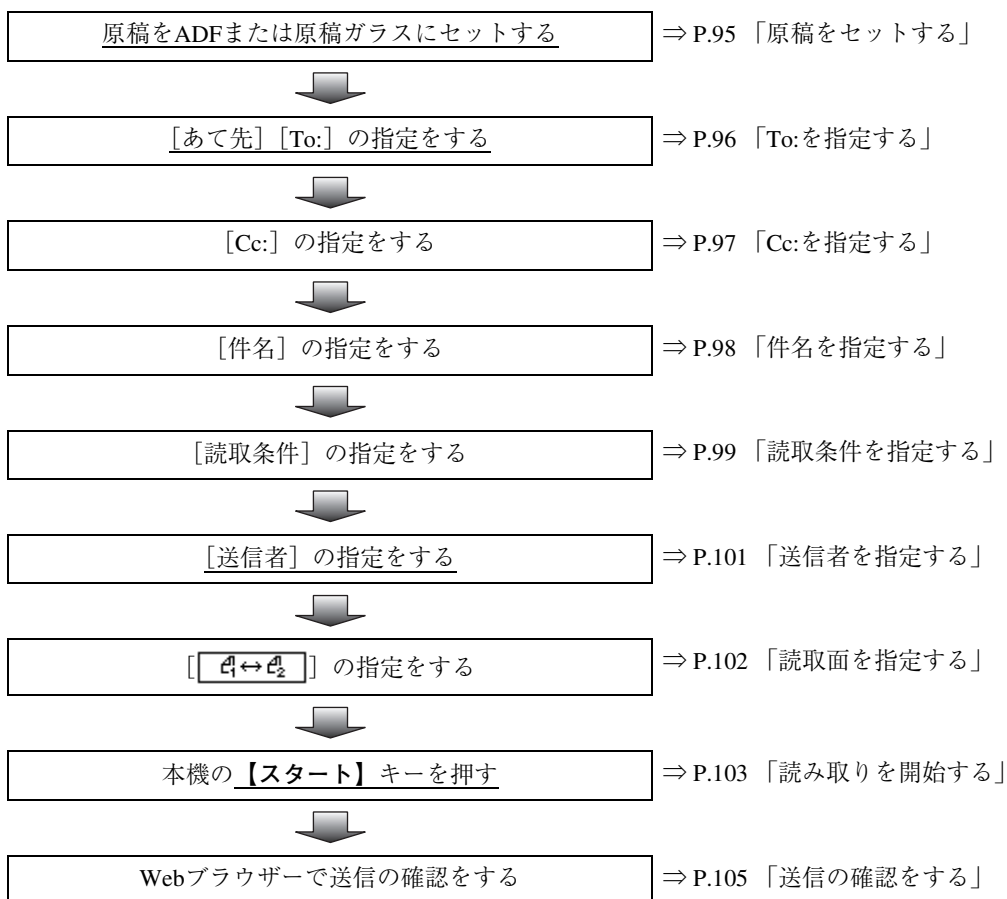 原稿をADFまたは原稿ガラスにセットする ⇒ P.95 「原稿をセットする」
[あて先] [To:] の指定をする ⇒ P.96 「To:を指定する」
[Cc:] の指定をする ⇒ P.97 「Cc:を指定する」
[件名] の指定をする ⇒ P.98 「件名を指定する」
[読取条件] の指定をする ⇒ P.99 「読取条件を指定する」
[送信者] の指定をする ⇒ P.101 「送信者を指定する」
[1↔2] の指定をする ⇒ P.102 「読取面を指定する」
本機の【スタート】キーを押す ⇒ P.103 「読み取りを開始する」
Webブラウザーで送信の確認をする ⇒ P.105 「送信の確認をする」